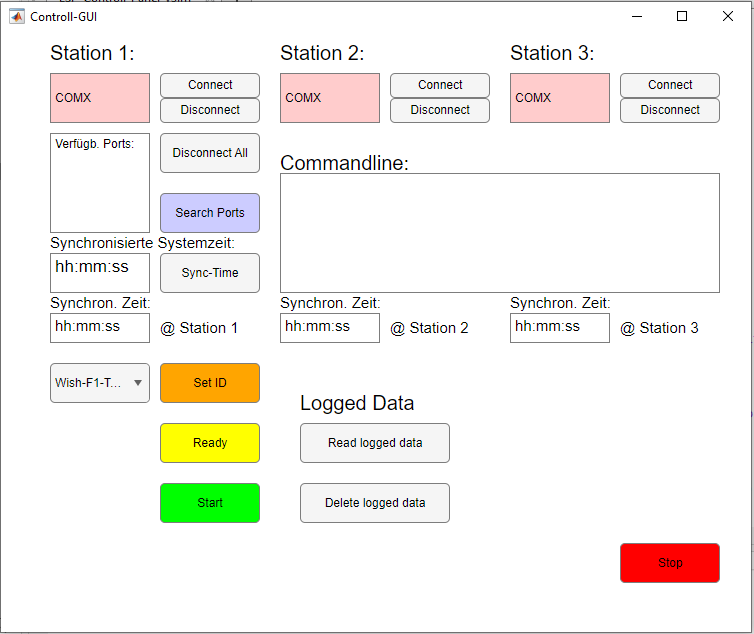 Controll-GUI
Station 1:
Station 2:
Station 3:
COMX
Connect
Disconnect
COMX
Connect
Disconnect
COMX
Connect
Disconnect
Verfügb. Ports:
Disconnect All
Search Ports
Commandline:
Synchronisierte Systemzeit:
hh:mm:ss
Sync-Time
Synchron. Zeit:
Synchron. Zeit:
Synchron. Zeit:
hh:mm:ss
@ Station 1
hh:mm:ss
@ Station 2
hh:mm:ss
@ Station 3
Wish-F1-T...
Set ID
Logged Data
Ready
Read logged data
Start
Delete logged data
Stop